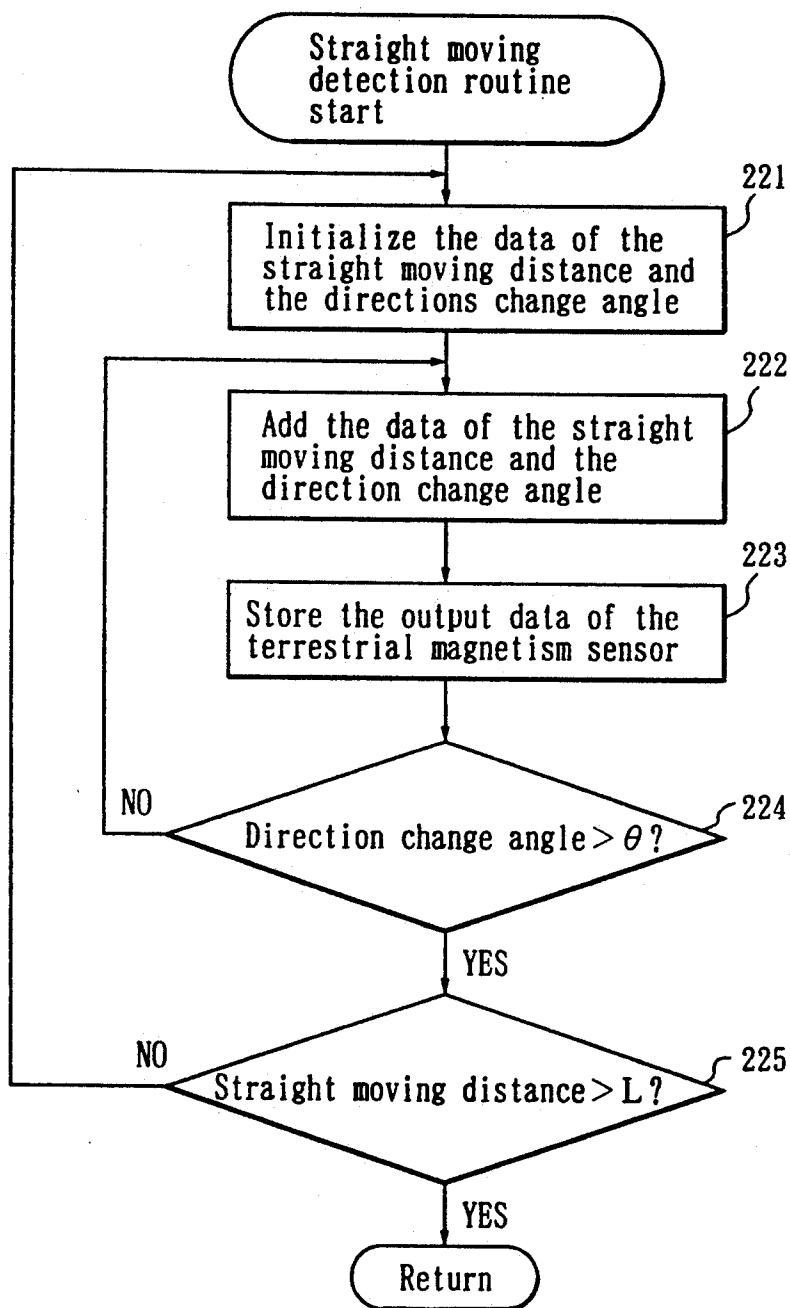 Straight moving
detection routine
start
221
Initialize the data of the
straight moving distance and
the directions change angle
222
Add the data of the straight
moving distance and the
direction change angle
223
Store the output data of the
terrestrial magnetism sensor
NO
224
Direction change angle > θ?
YES
NO
225
Straight moving distance > L?
YES
Return